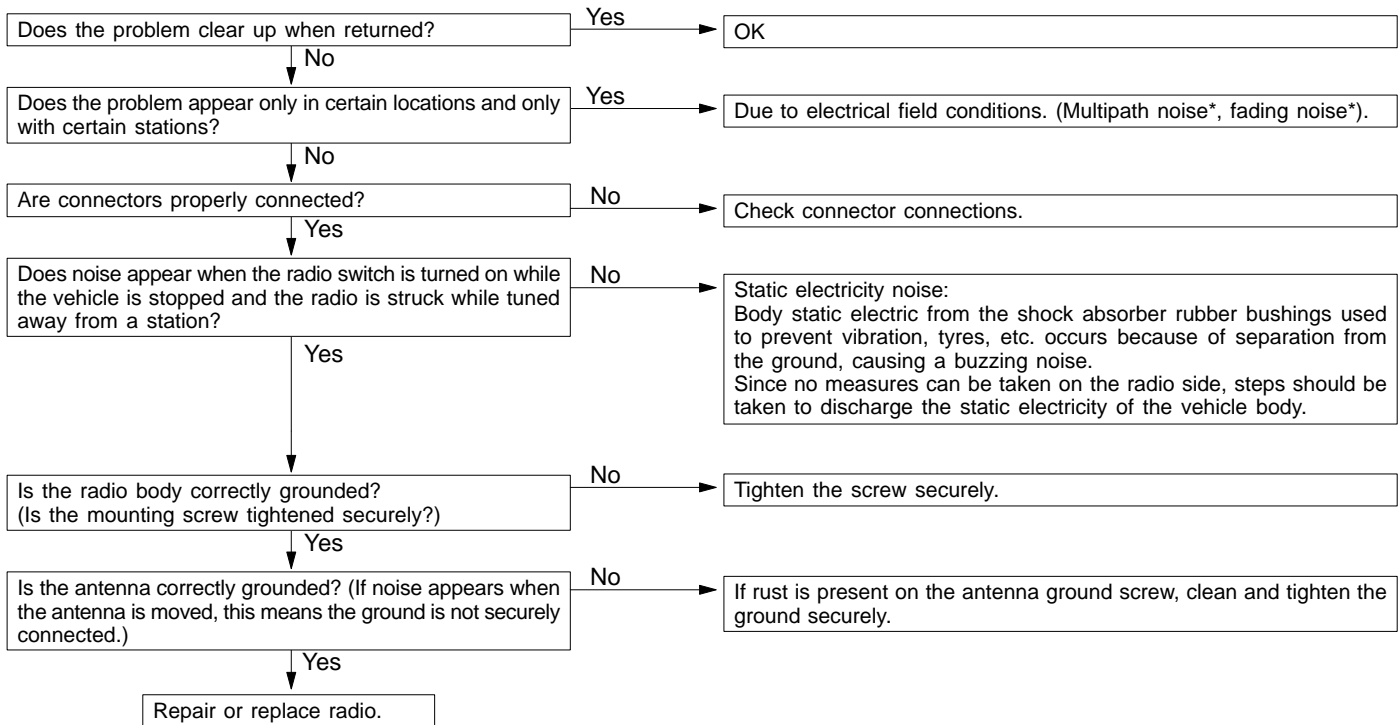 Does the problem clear up when returned?
Yes
OK
No
Does the problem appear only in certain locations and only
with certain stations?
Yes
Due to electrical field conditions. (Multipath noise*, fading noise*).
No
Are connectors properly connected?
No
Check connector connections.
Yes
Does noise appear when the radio switch is turned on while
the vehicle is stopped and the radio is struck while tuned
away from a station?
No
Static electricity noise:
Body static electric from the shock absorber rubber bushings used
to prevent vibration, tyres, etc. occurs because of separation from
the ground, causing a buzzing noise.
Since no measures can be taken on the radio side, steps should be
taken to discharge the static electricity of the vehicle body.
Yes
Is the radio body correctly grounded?
(Is the mounting screw tightened securely?)
No
Tighten the screw securely.
Yes
Is the antenna correctly grounded? (If noise appears when
the antenna is moved, this means the ground is not securely
connected.)
No
If rust is present on the antenna ground screw, clean and tighten the
ground securely.
Yes
Repair or replace radio.